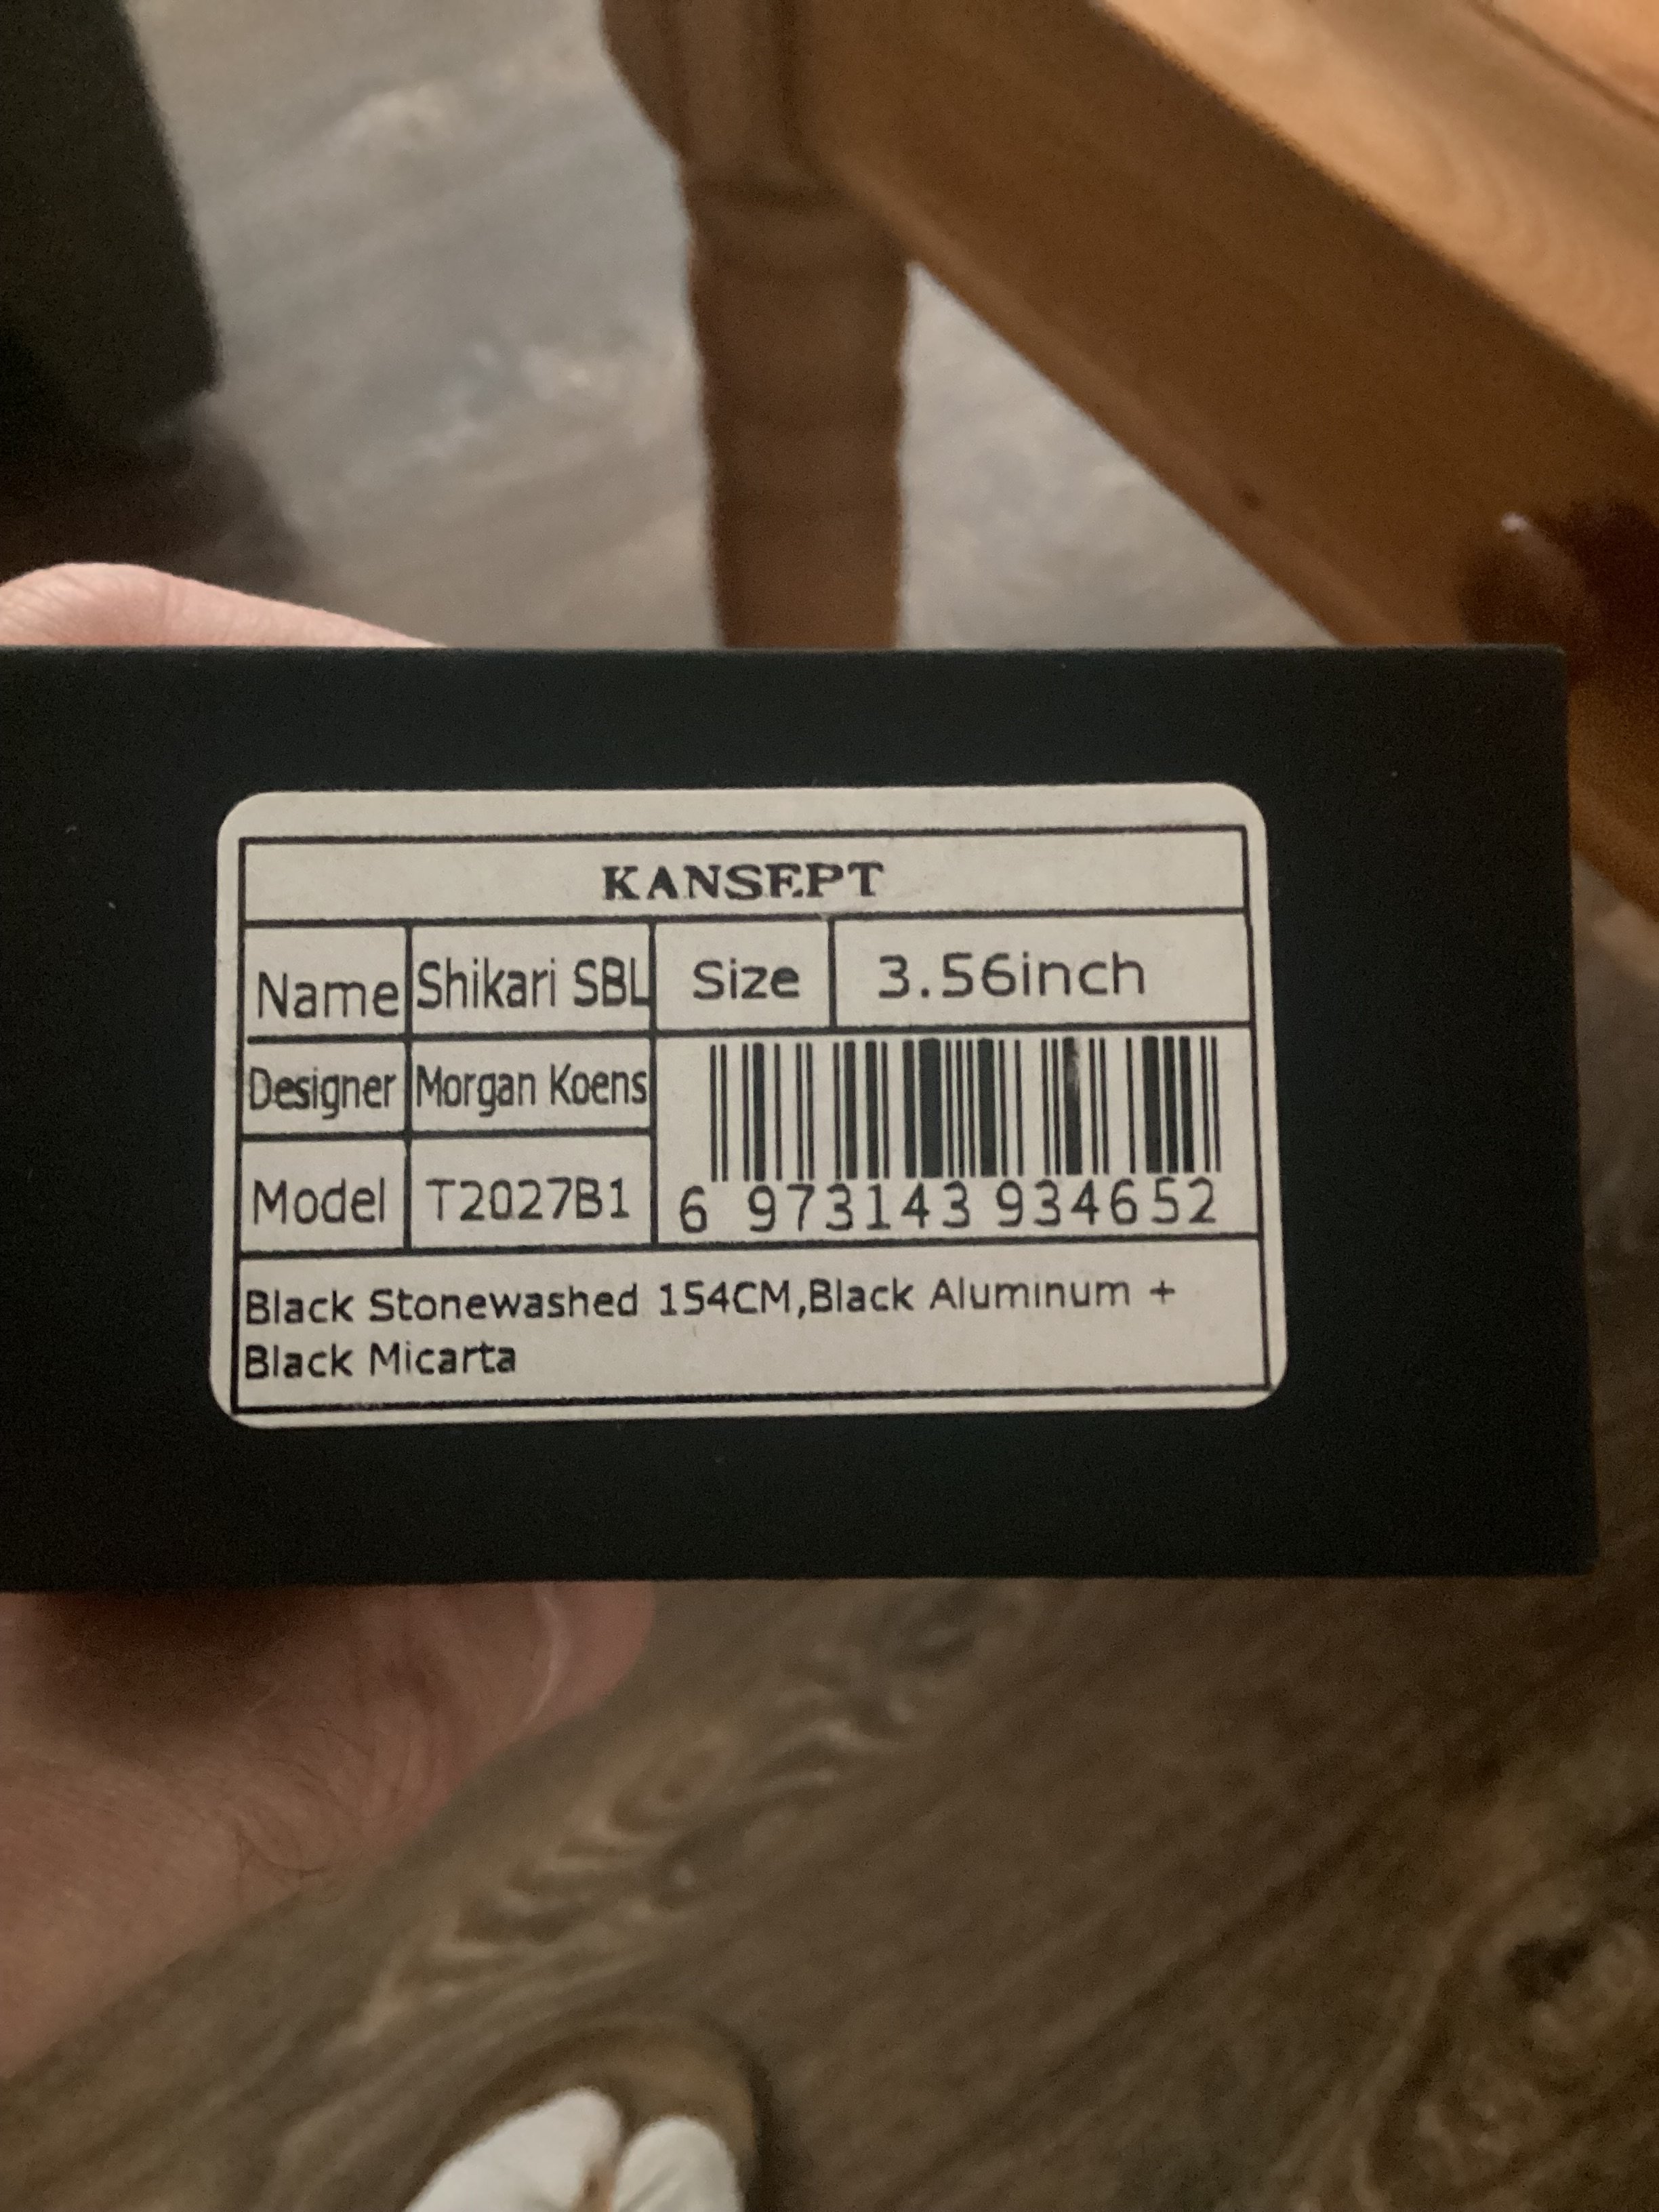 KANSEPT
Name Shikari SBL Size 3.56inch
Designer Morgan Koens
Model T2027B1
6 973143 934652
Black Stonewashed 154CM,Black Aluminum +
Black Micarta